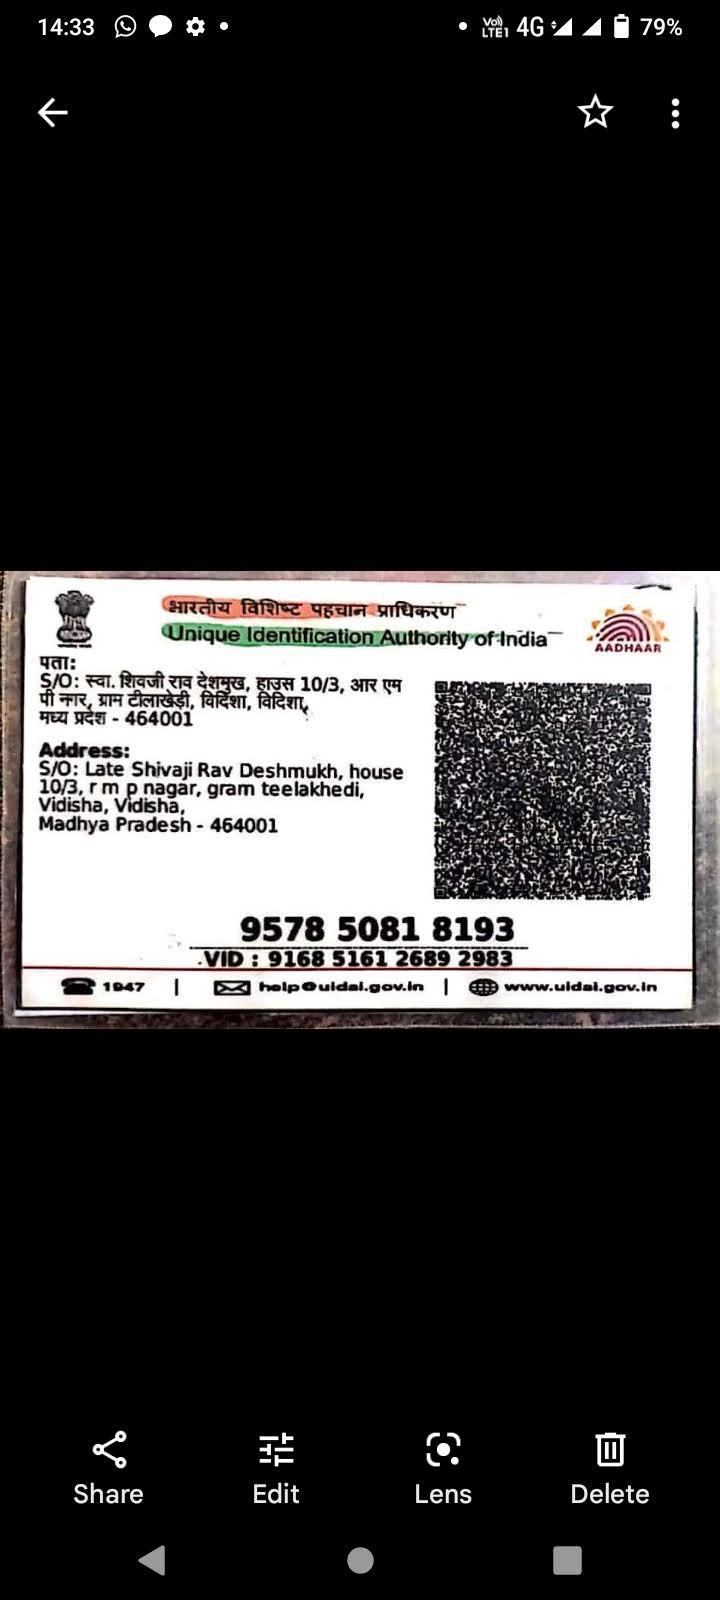 14:33
VoLTE1 4G 79%
भारतीय विशिष्ट पहचान प्राधिकरण
Unique Identification Authority of India
AADHAAR
पता:
S/O: स्वा. शिवजी राव देशमुख, हाउस 10/3, आर एम
पी नगर, ग्राम टीलाखेड़ी, विदिशा, विदिशा,
मध्य प्रदेश - 464001
Address:
S/O: Late Shivaji Rav Deshmukh, house
10/3, r m p nagar, gram teelakhedi,
Vidisha, Vidisha,
Madhya Pradesh - 464001
9578 5081 8193
VID : 9168 5161 2689 2983
1947 | help@uidai.gov.in | www.uidai.gov.in
Share Edit Lens Delete